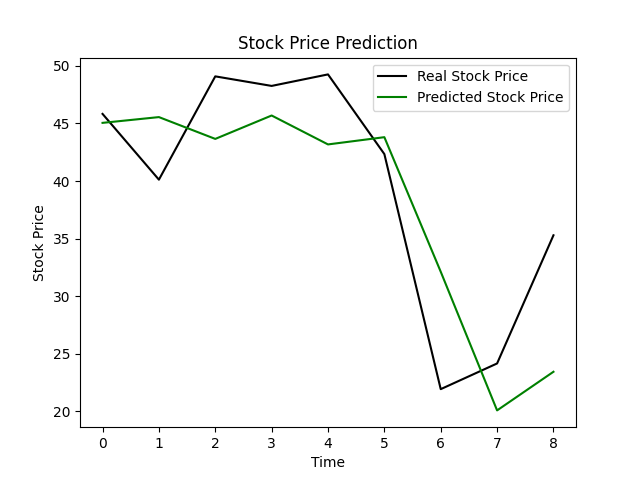 Stock Price Prediction
Real Stock Price
Predicted Stock Price
Stock Price
50
45
40
35
30
25
20
0 1 2 3 4 5 6 7 8
Time